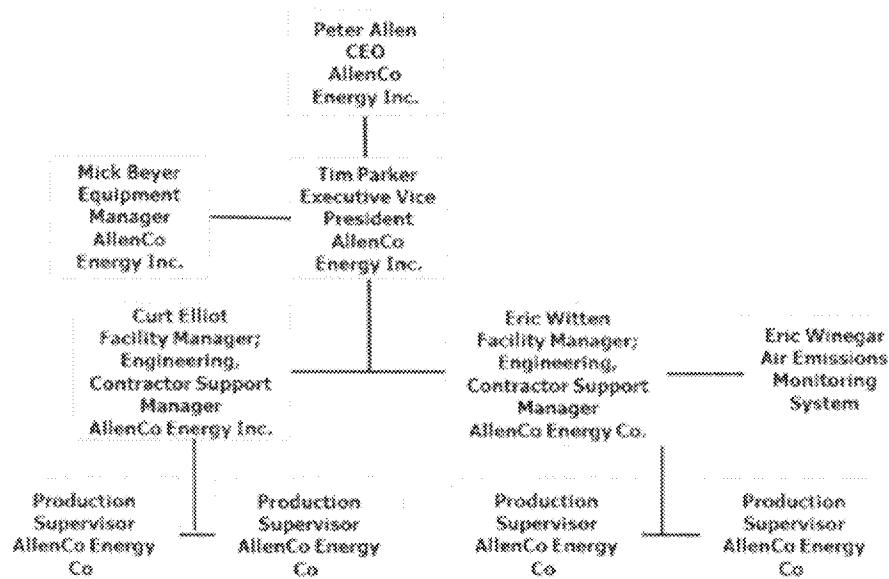 Peter Allen
CEO
AllenCo
Energy Inc.
Mick Beyer
Equipment
Manager
AllenCo
Energy Inc.
Tim Parker
Executive Vice
President
AllenCo
Energy Inc.
Curt Elliot
Facility Manager;
Engineering,
Contractor Support
Manager
AllenCo Energy Inc.
Eric Witten
Facility Manager;
Engineering,
Contractor Support
Manager
AllenCo Energy Co.
Eric Winegar
Air Emissions
Monitoring
System
Production
Supervisor
AllenCo Energy
Co
Production
Supervisor
AllenCo Energy
Co
Production
Supervisor
AllenCo Energy
Co
Production
Supervisor
AllenCo Energy
Co